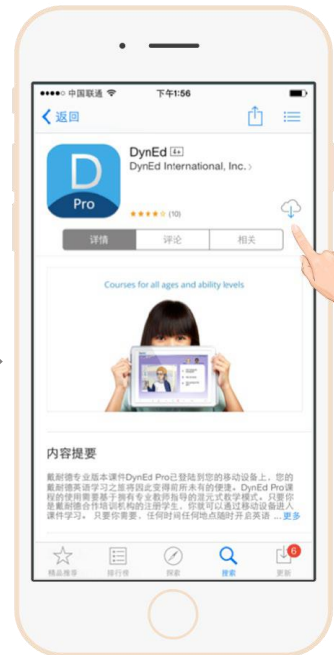 中国联通 下午1:56
返回
DynEd 4+
DynEd International, Inc.
D
Pro
(10)
详情 评论 相关
Courses for all ages and ability levels
内容提要
戴耐德专业版本课件DynEd Pro已登陆到您的移动设备上，您的
戴耐德英语学习之旅将因此变得前所未有的便捷。DynEd Pro课
程的使用需要基于拥有专业教师指导的混元式教学模式。只要你
是戴耐德合作培训机构的注册学生，你就可以通过移动设备进入
课件学习。 只要你需要，任何时间任何地点随时开启英语 ...更多
6
精品推荐 排行榜 探索 搜索 更新